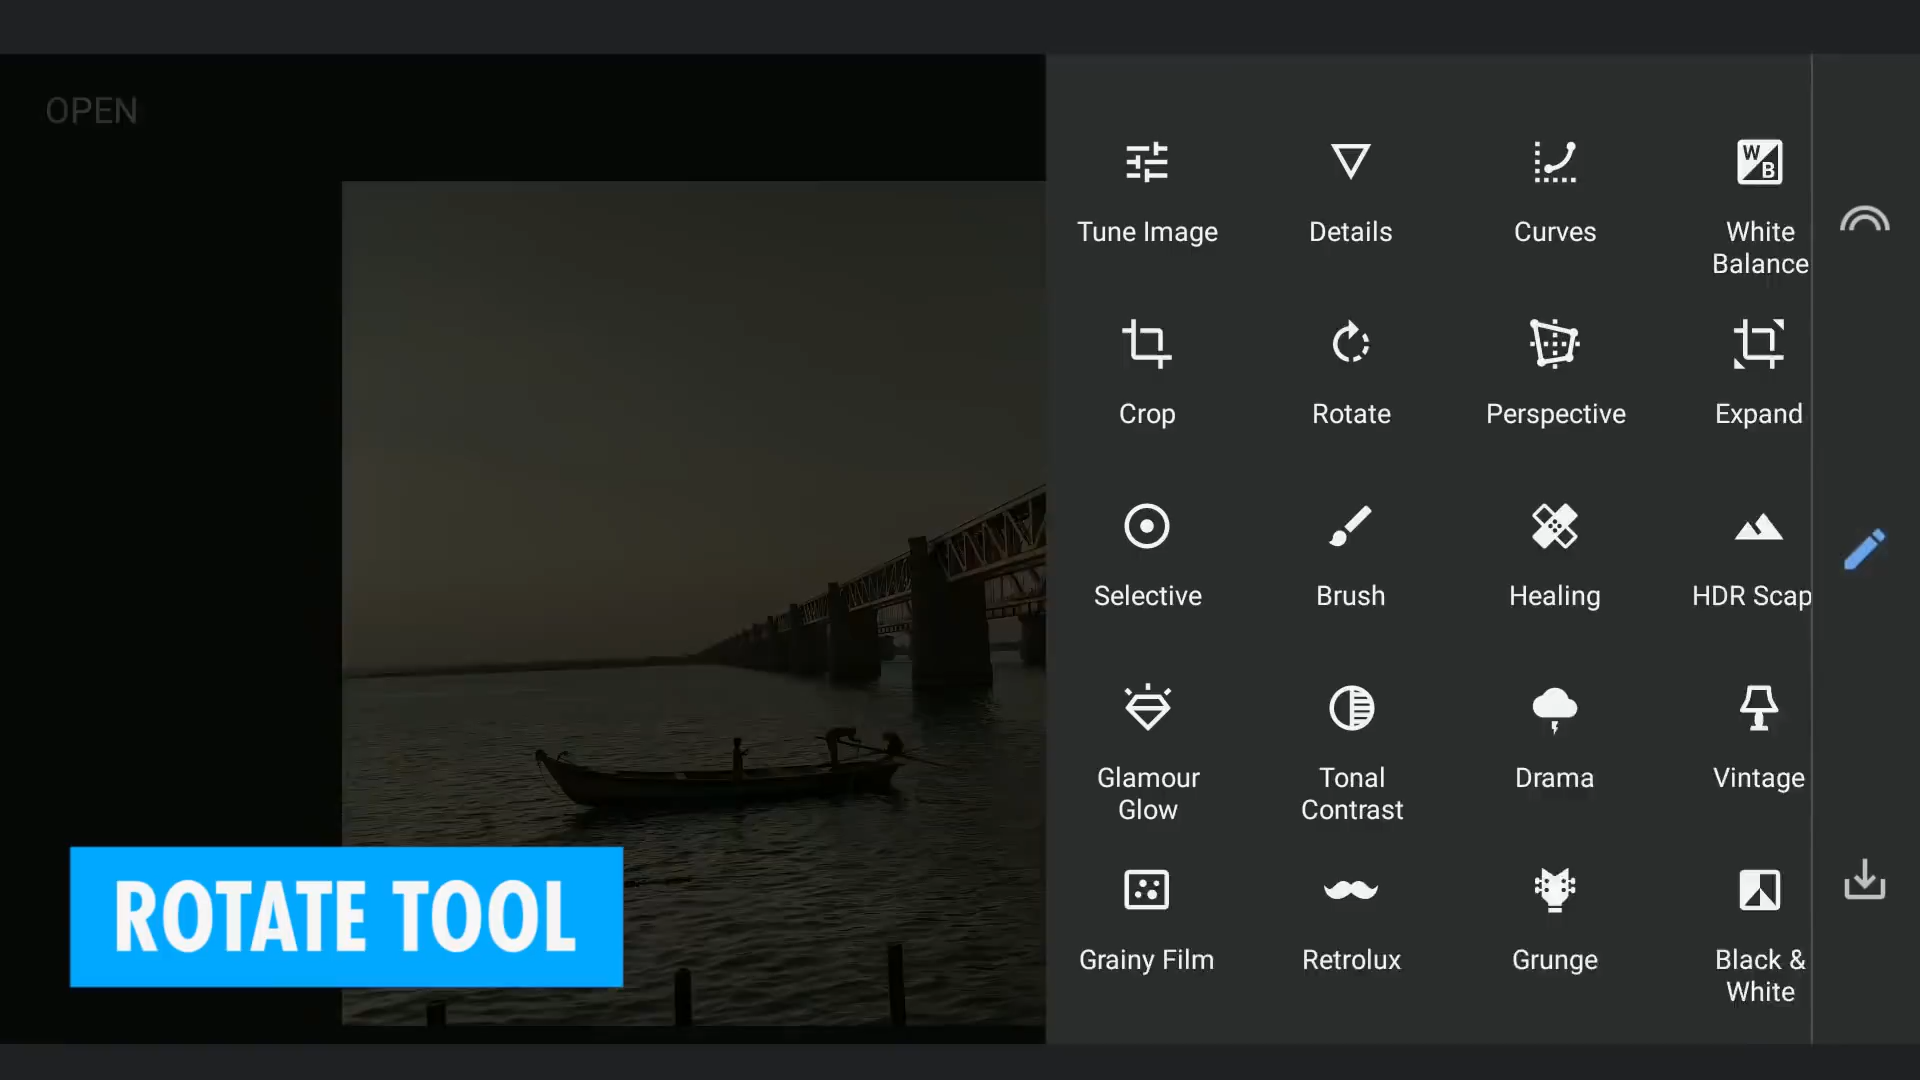 OPEN
Tune Image
Details
Curves
White
Balance
Crop
Rotate
Perspective
Expand
Selective
Brush
Healing
HDR Scap
Glamour
Glow
Tonal
Contrast
Drama
Vintage
Grainy Film
Retrolux
Grunge
Black &
White
W
B
ROTATE TOOL